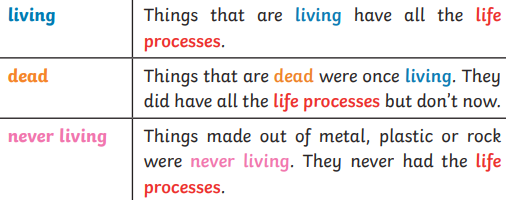 living
Things that are living have all the life
processes.
dead
Things that are dead were once living. They
did have all the life processes but don't now.
never living
Things made out of metal, plastic or rock
were never living. They never had the life
processes.